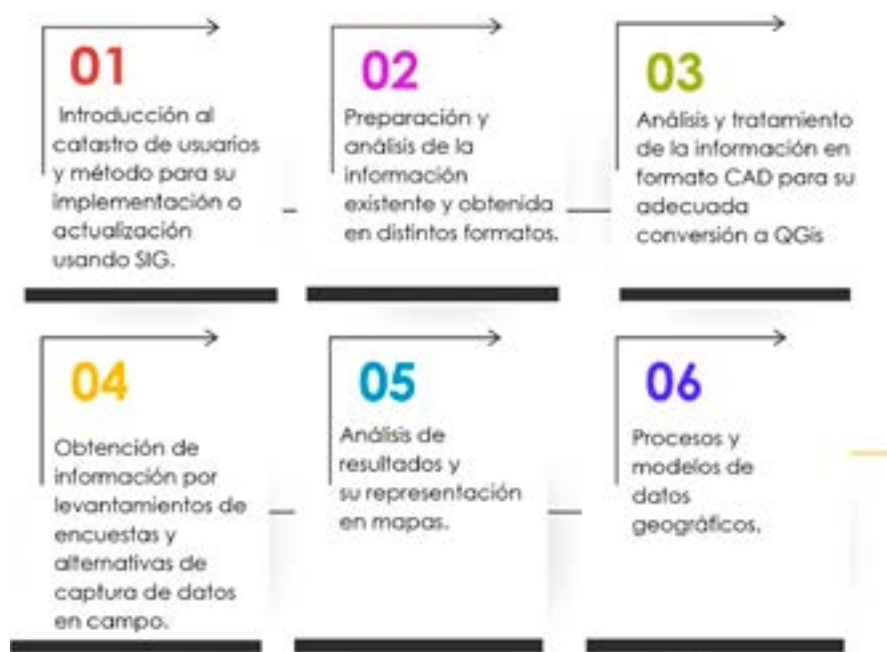 01
Introducción al
catastro de usuarios
y método para su
implementación o
actualización
usando SIG.
02
Preparación y
análisis de la
información
existente y obtenida
en distintos formatos.
03
Análisis y tratamiento
de la información en
formato CAD para su
adecuada
conversión a QGis
04
Obtención de
información por
levantamientos de
encuestas y
alternativas de
captura de datos
en campo.
05
Análisis de
resultados y
su representación
en mapas.
06
Procesos y
modelos de
datos
geográficos.